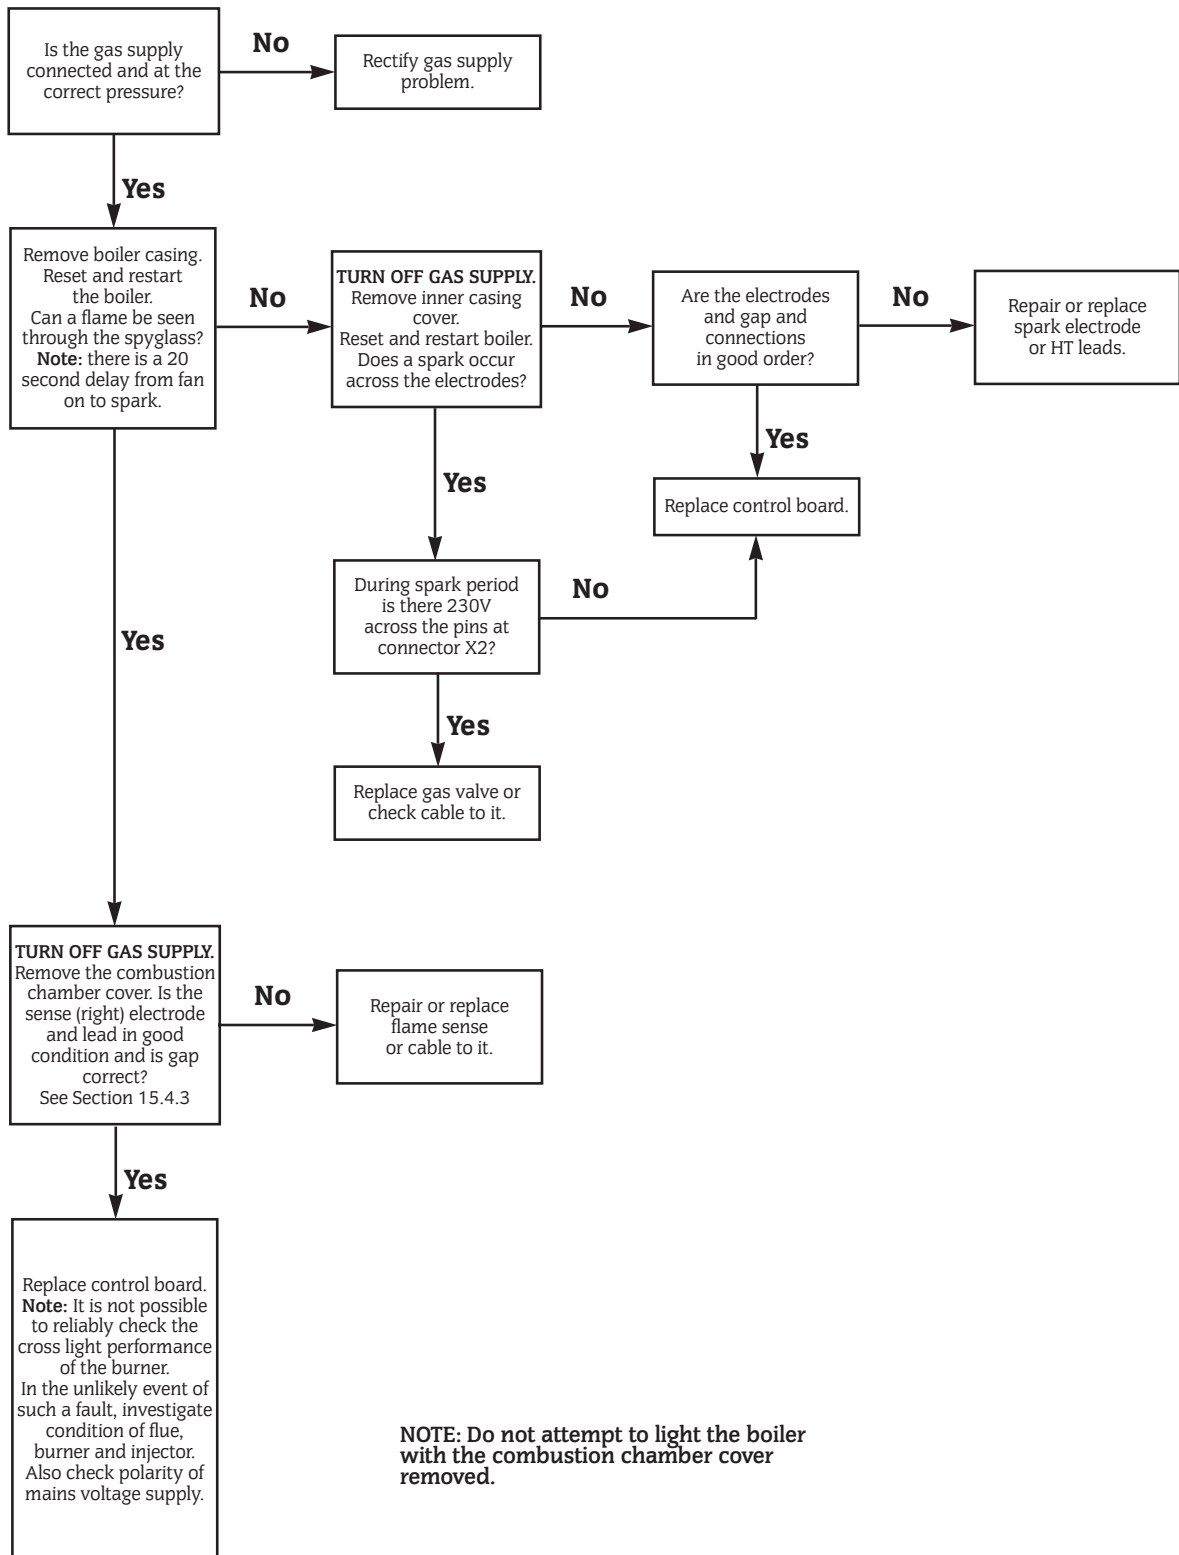 Is the gas supply
connected and at the
correct pressure?
No
Rectify gas supply
problem.
Yes
Remove boiler casing.
Reset and restart
the boiler.
Can a flame be seen
through the spyglass?
Note: there is a 20
second delay from fan
on to spark.
No
TURN OFF GAS SUPPLY.
Remove inner casing
cover.
Reset and restart boiler.
Does a spark occur
across the electrodes?
No
Are the electrodes
and gap and
connections
in good order?
No
Repair or replace
spark electrode
or HT leads.
Yes
Replace control board.
Yes
During spark period
is there 230V
across the pins at
connector X2?
No
Yes
Replace gas valve or
check cable to it.
Yes
TURN OFF GAS SUPPLY.
Remove the combustion
chamber cover. Is the
sense (right) electrode
and lead in good
condition and is gap
correct?
See Section 15.4.3
No
Repair or replace
flame sense
or cable to it.
Yes
Replace control board.
Note: It is not possible
to reliably check the
cross light performance
of the burner.
In the unlikely event of
such a fault, investigate
condition of flue,
burner and injector.
Also check polarity of
mains voltage supply.
NOTE: Do not attempt to light the boiler
with the combustion chamber cover
removed.